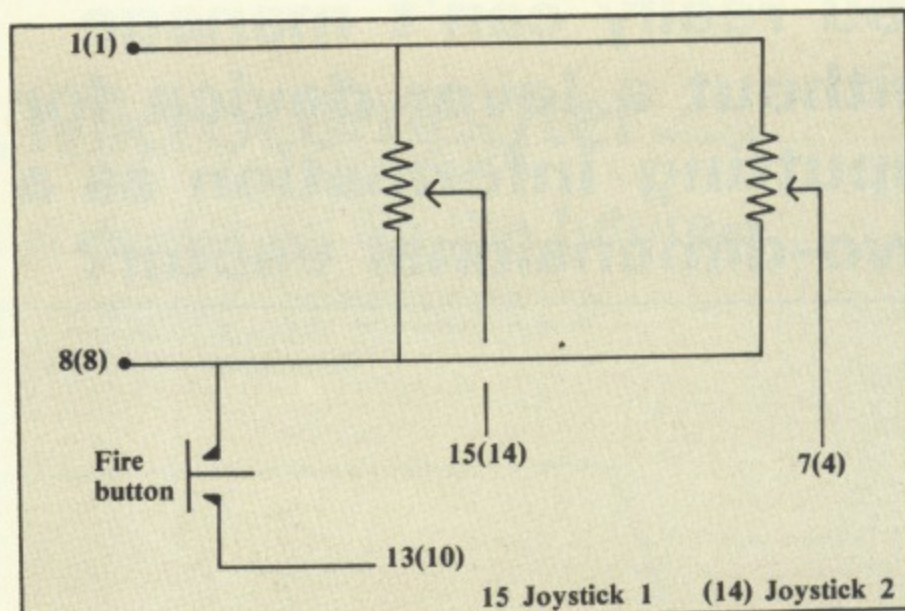 1(1)
8(8)
Fire
button
15(14)
7(4)
13(10)
15 Joystick 1 (14) Joystick 2